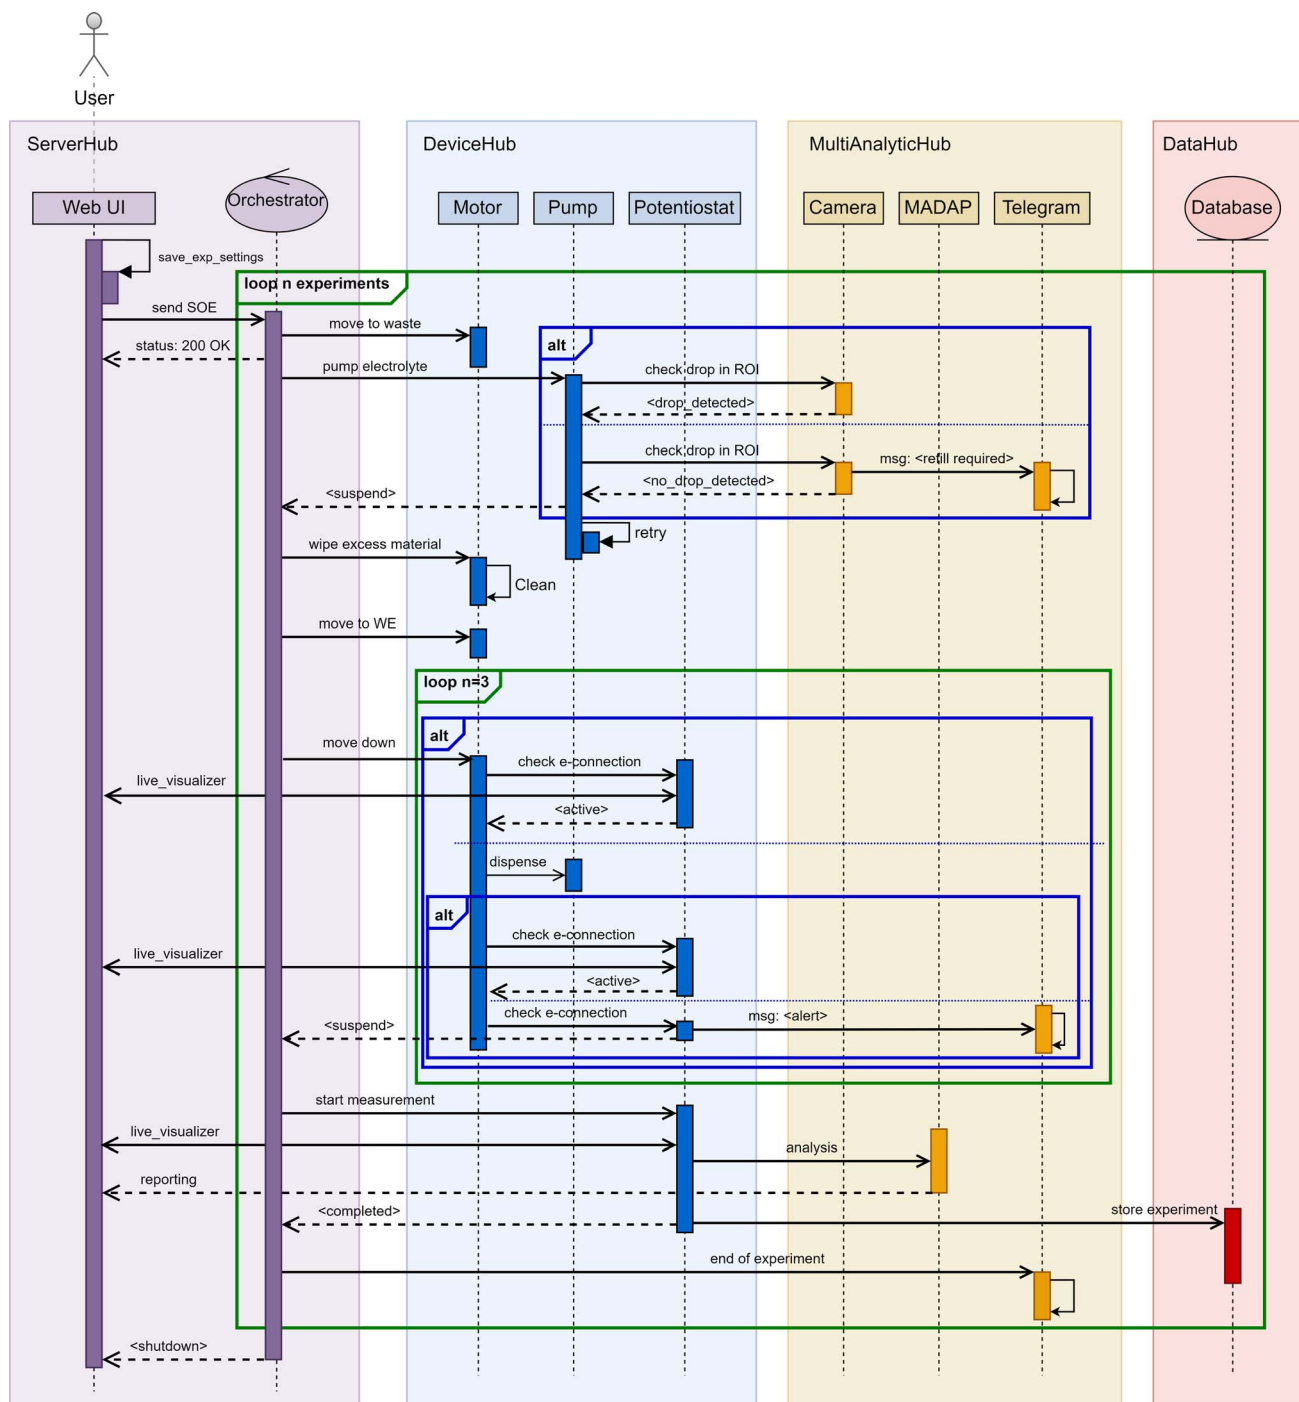 User
ServerHub
DeviceHub
MultiAnalyticHub
DataHub
Web UI
Orchestrator
Motor
Pump
Potentiostat
Camera
MADAP
Telegram
Database
save_exp_settings
loop n experiments
send SOE
move to waste
status: 200 OK
alt
pump electrolyte
check drop in ROI
<drop_detected>
check drop in ROI
msg: <refill required>
<no_drop_detected>
<suspend>
retry
wipe excess material
Clean
move to WE
loop n=3
alt
move down
check e-connection
live_visualizer
<active>
dispense
alt
check e-connection
live_visualizer
<active>
check e-connection
msg: <alert>
<suspend>
start measurement
live_visualizer
analysis
reporting
<completed>
store experiment
end of experiment
<shutdown>